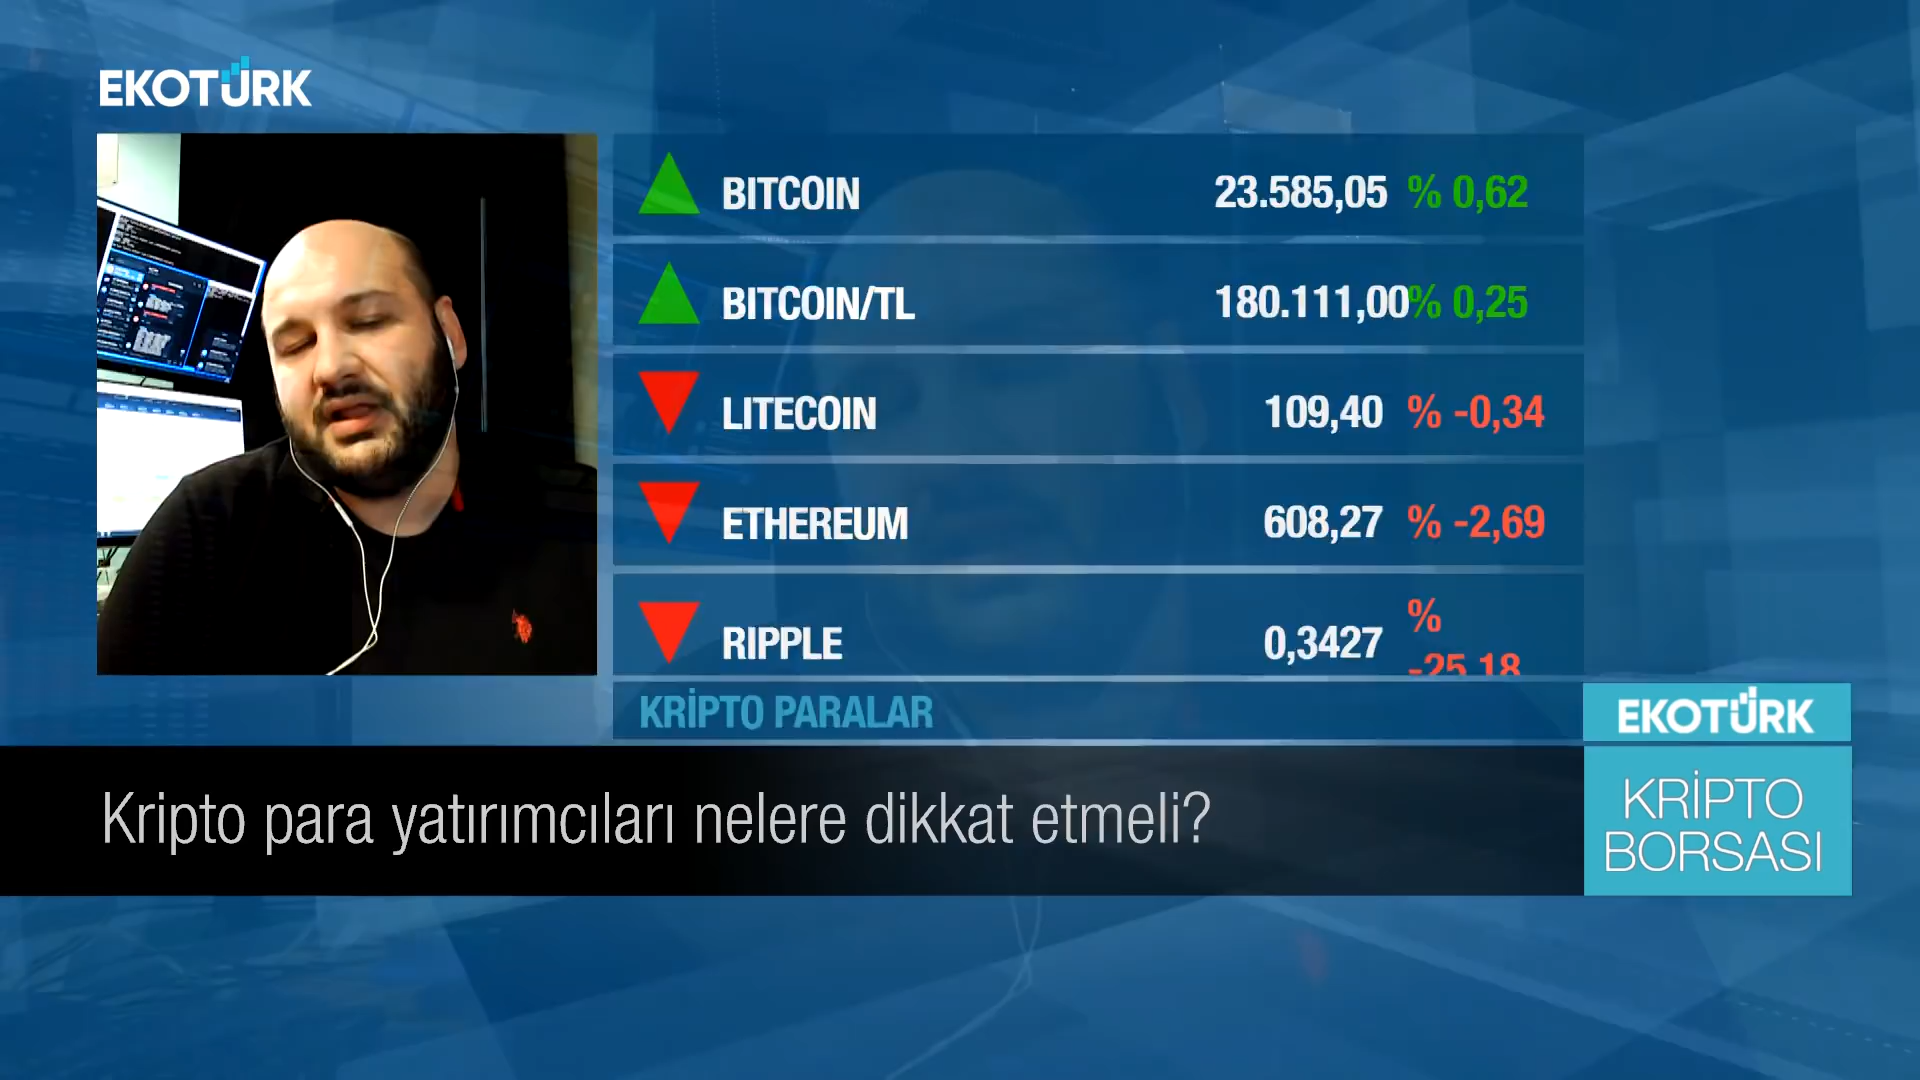 EKOTÜRK
BITCOIN 23.585,05 % 0,62
BITCOIN/TL 180.111,00 % 0,25
LITECOIN 109,40 % -0,34
ETHEREUM 608,27 % -2,69
RIPPLE 0,3427 %
-25,18
KRİPTO PARALAR
EKOTÜRK
Kripto para yatırımcıları nelere dikkat etmeli?
KRİPTO
BORSASI